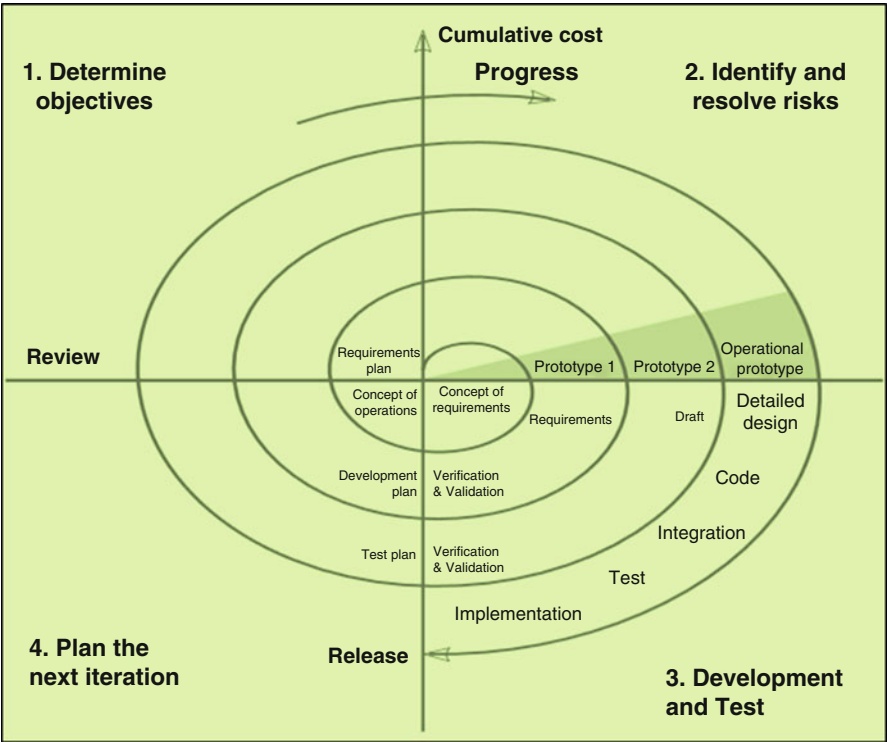 Cumulative cost
1. Determine
objectives
Progress
2. Identify and
resolve risks
Review
Requirements
plan
Prototype 1
Prototype 2
Operational
prototype
Concept of
operations
Concept of
requirements
Requirements
Draft
Detailed
design
Development
plan
Verification
& Validation
Code
Test plan
Verification
& Validation
Integration
Test
Implementation
Release
4. Plan the
next iteration
3. Development
and Test